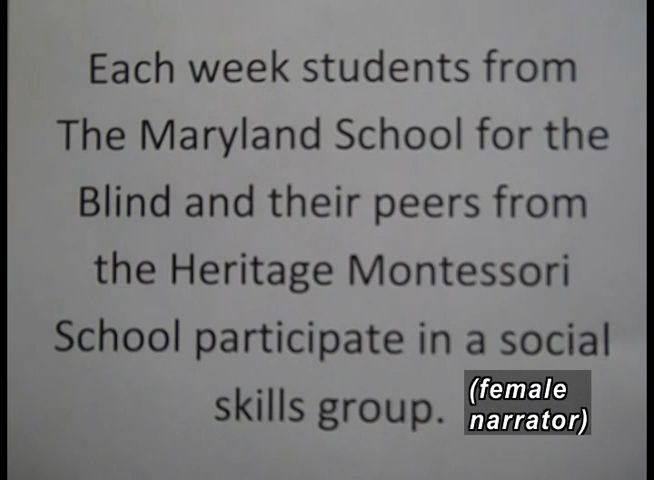 Each week students from
The Maryland School for the
Blind and their peers from
the Heritage Montessori
School participate in a social
skills group.
(female
narrator)